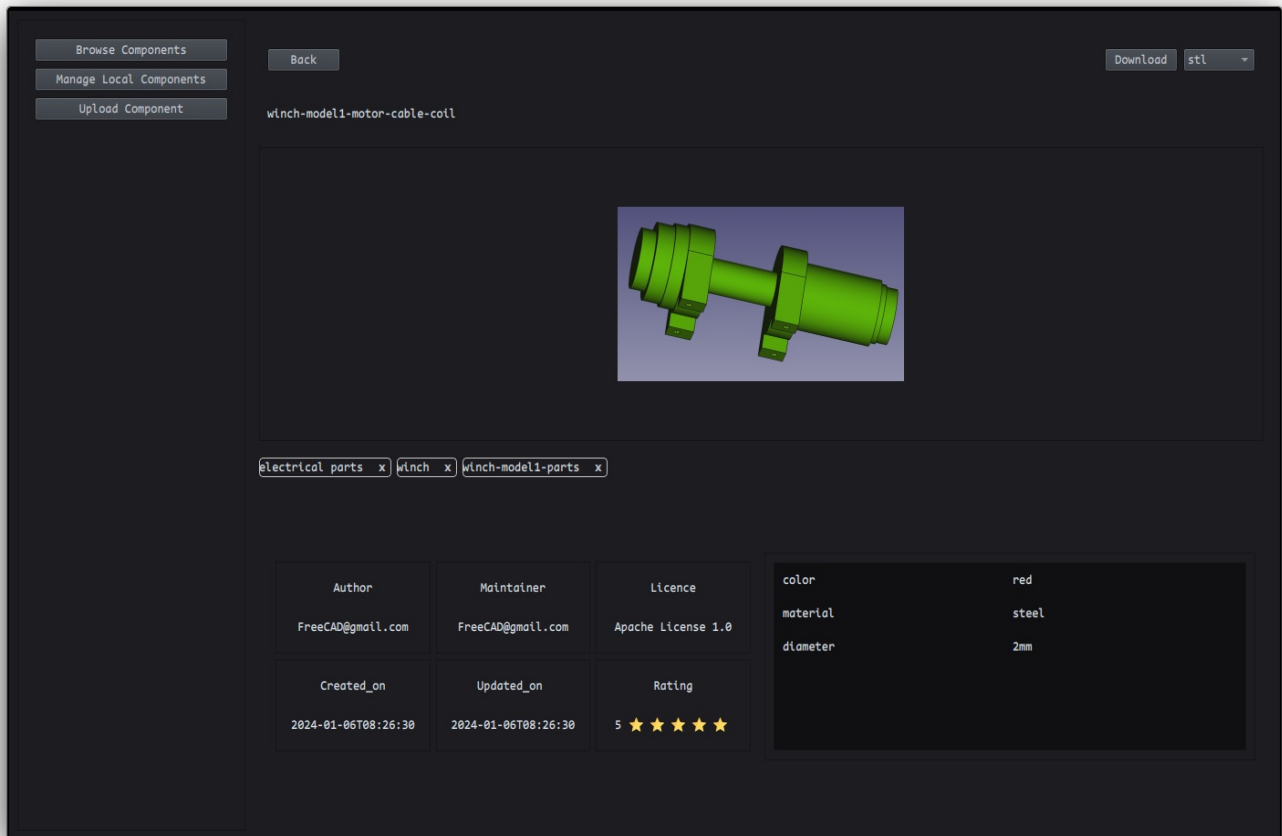 Browse Components
Manage Local Components
Upload Component
Back
Download stl
winch-model1-motor-cable-coil
electrical parts x winch x winch-model1-parts x
Author Maintainer Licence
FreeCAD@gmail.com FreeCAD@gmail.com Apache License 1.0
Created_on Updated_on Rating
2024-01-06T08:26:30 2024-01-06T08:26:30 5
color red
material steel
diameter 2mm